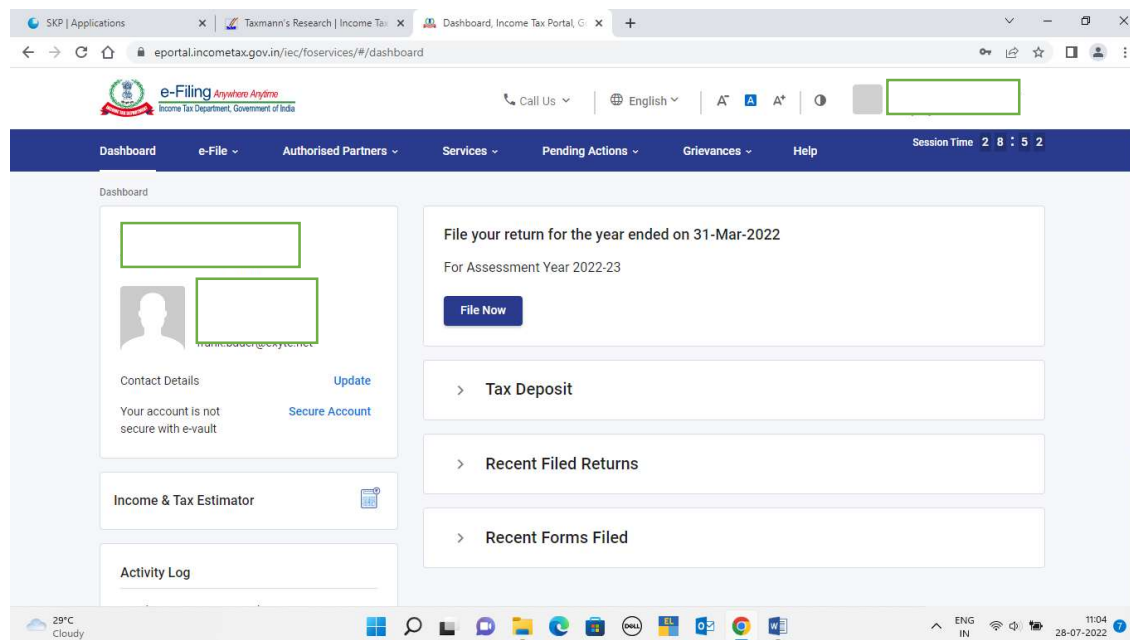 SKP | Applications
Taxmann's Research | Income Tax
Dashboard, Income Tax Portal, G
eportal.incometax.gov.in/iec/foservices/#/dashboard
e-Filing Anywhere Anytime
Income Tax Department, Government of India
Call Us
English
A- A A+
Dashboard e-File Authorised Partners Services Pending Actions Grievances Help
Session Time 2 8 : 5 2
Dashboard
File your return for the year ended on 31-Mar-2022
For Assessment Year 2022-23
File Now
Contact Details Update
Your account is not
secure with e-vault
Secure Account
Tax Deposit
Recent Filed Returns
Income & Tax Estimator
Recent Forms Filed
Activity Log
29°C
Cloudy
DELL
EL
ENG
IN
11:04
28-07-2022
7